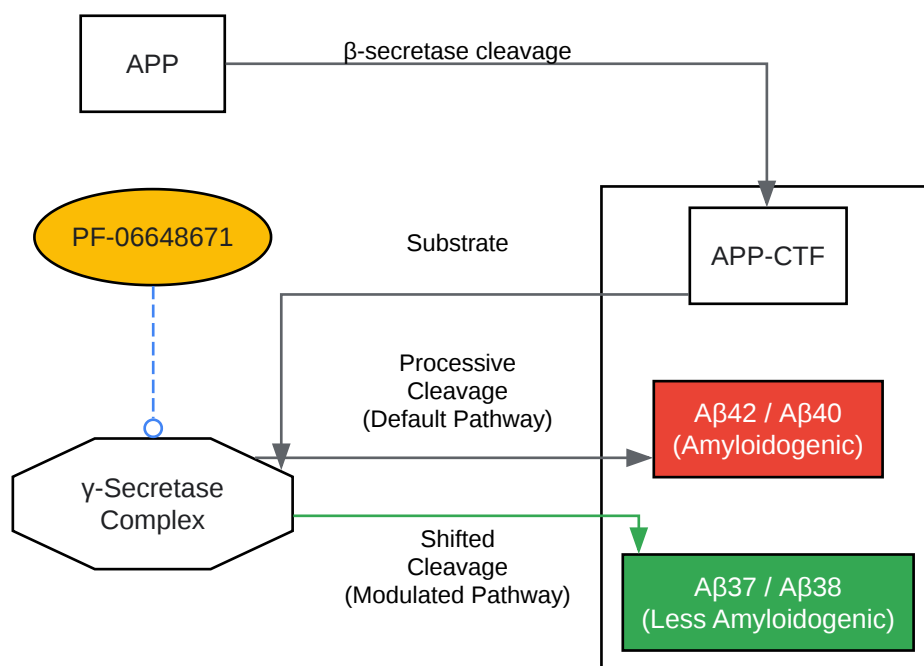 APP
β-secretase cleavage
PF-06648671
Substrate
APP-CTF
Processive
Cleavage
(Default Pathway)
Aβ42 / Aβ40
(Amyloidogenic)
γ-Secretase
Complex
Shifted
Cleavage
(Modulated Pathway)
Aβ37 / Aβ38
(Less Amyloidogenic)